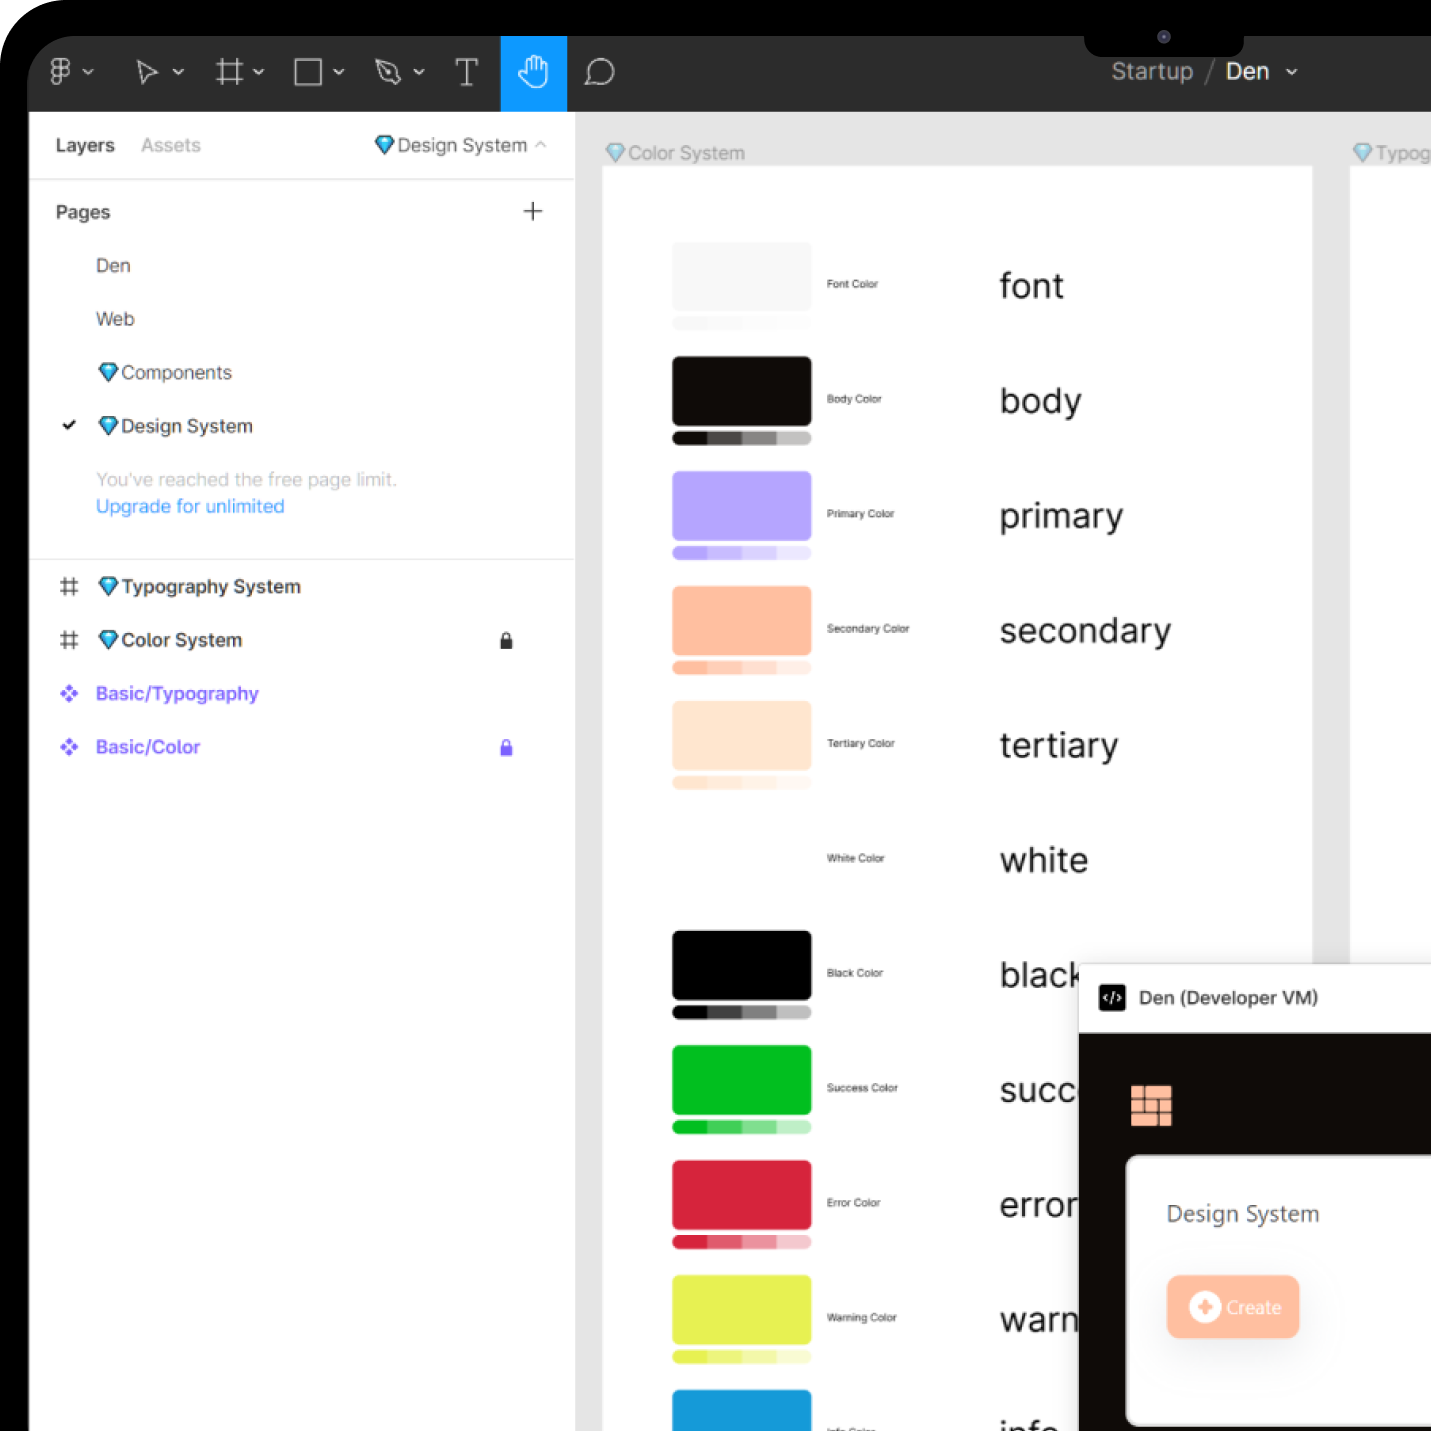 Startup / Den
Layers
Assets
Design System
Pages
Den
Web
Components
Design System
You've reached the free page limit.
Upgrade for unlimited
Typography System
Color System
Basic/Typography
Basic/Color
Color System
Typog
Font Color
font
Body Color
body
Primary Color
primary
Secondary Color
secondary
Tertiary Color
tertiary
White Color
white
Black Color
black
Success Color
succ
Error Color
error
Warning Color
warn
Info Color
info
Den (Developer VM)
Design System
Create